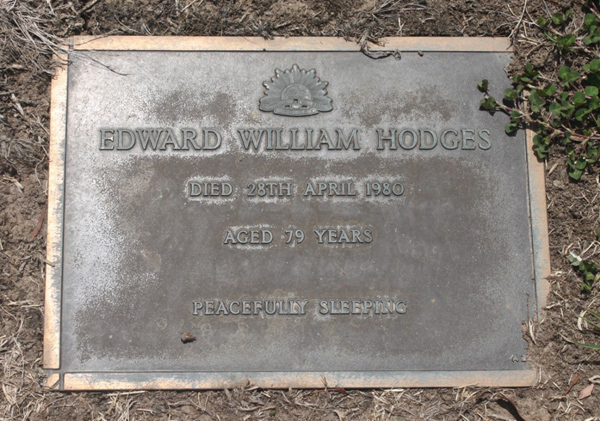 EDWARD WILLIAM HODGES
DIED 28TH APRIL 1980
AGED 79 YEARS
PEACEFULLY SLEEPING